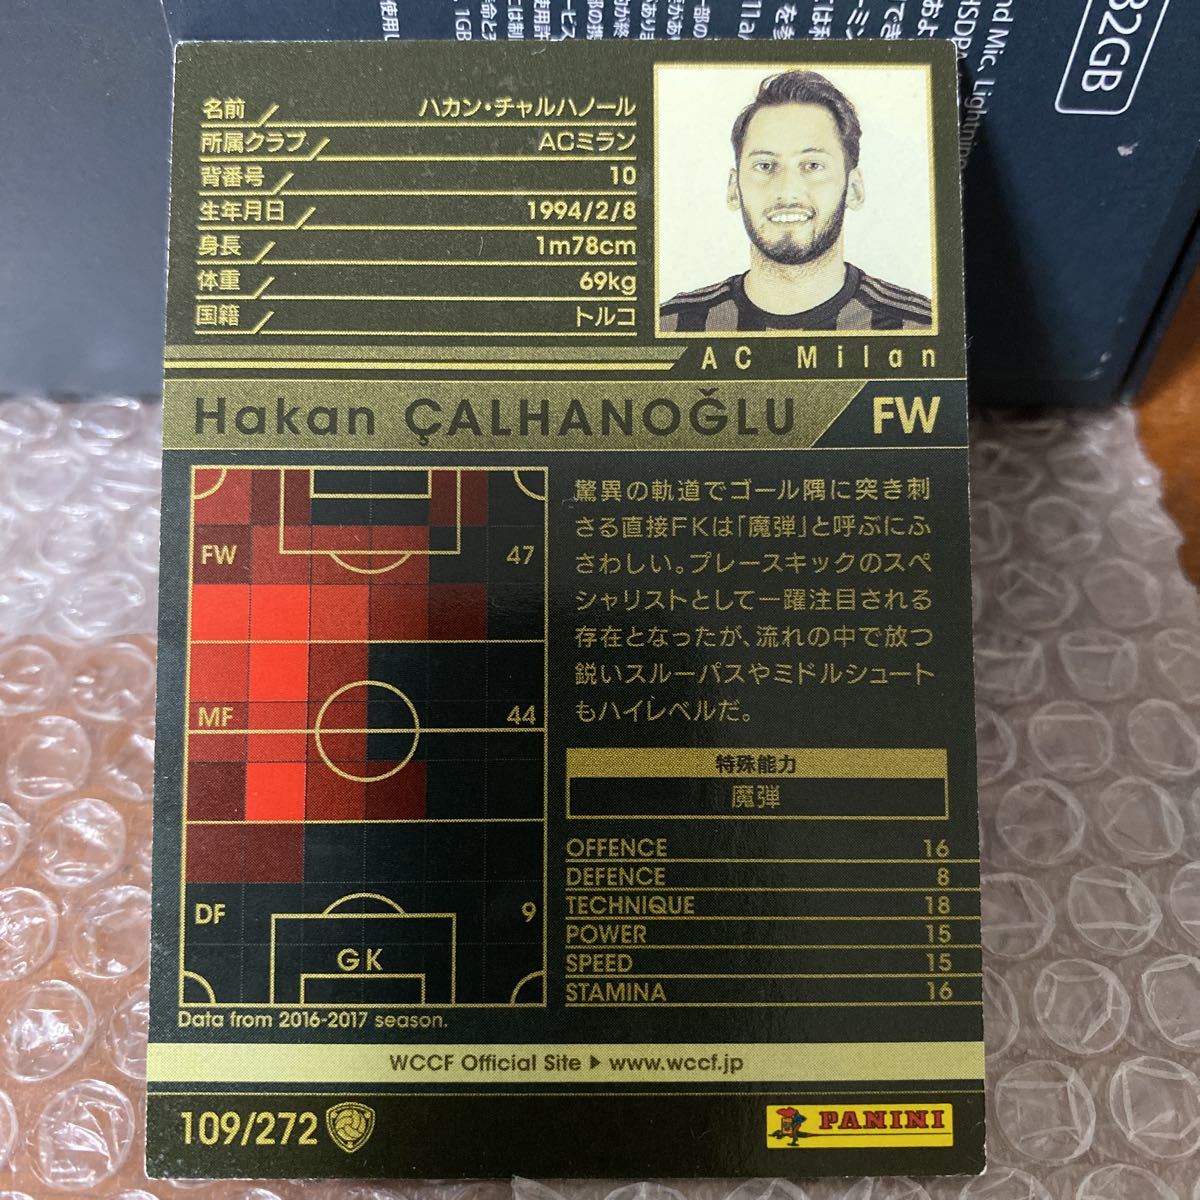 32GB
nd Mic, Lightning
HSDPA
名前 ハカン・チャルハノール
所属クラブ ACミラン
背番号 10
生年月日 1994/2/8
身長 1m78cm
体重 69kg
国籍 トルコ
AC Milan
Hakan ÇALHANOĞLU FW
FW 47
MF 44
DF 9
GK
Data from 2016-2017 season.
驚異の軌道でゴール隅に突き刺
さる直接FKは「魔弾」と呼ぶにふ
さわしい。プレースキックのスペ
シャリストとして一躍注目される
存在となったが、流れの中で放つ
鋭いスルーパスやミドルシュート
もハイレベルだ。
特殊能力
魔弾
OFFENCE 16
DEFENCE 8
TECHNIQUE 18
POWER 15
SPEED 15
STAMINA 16
WCCF Official Site ▶ www.wccf.jp
109/272
PANINI